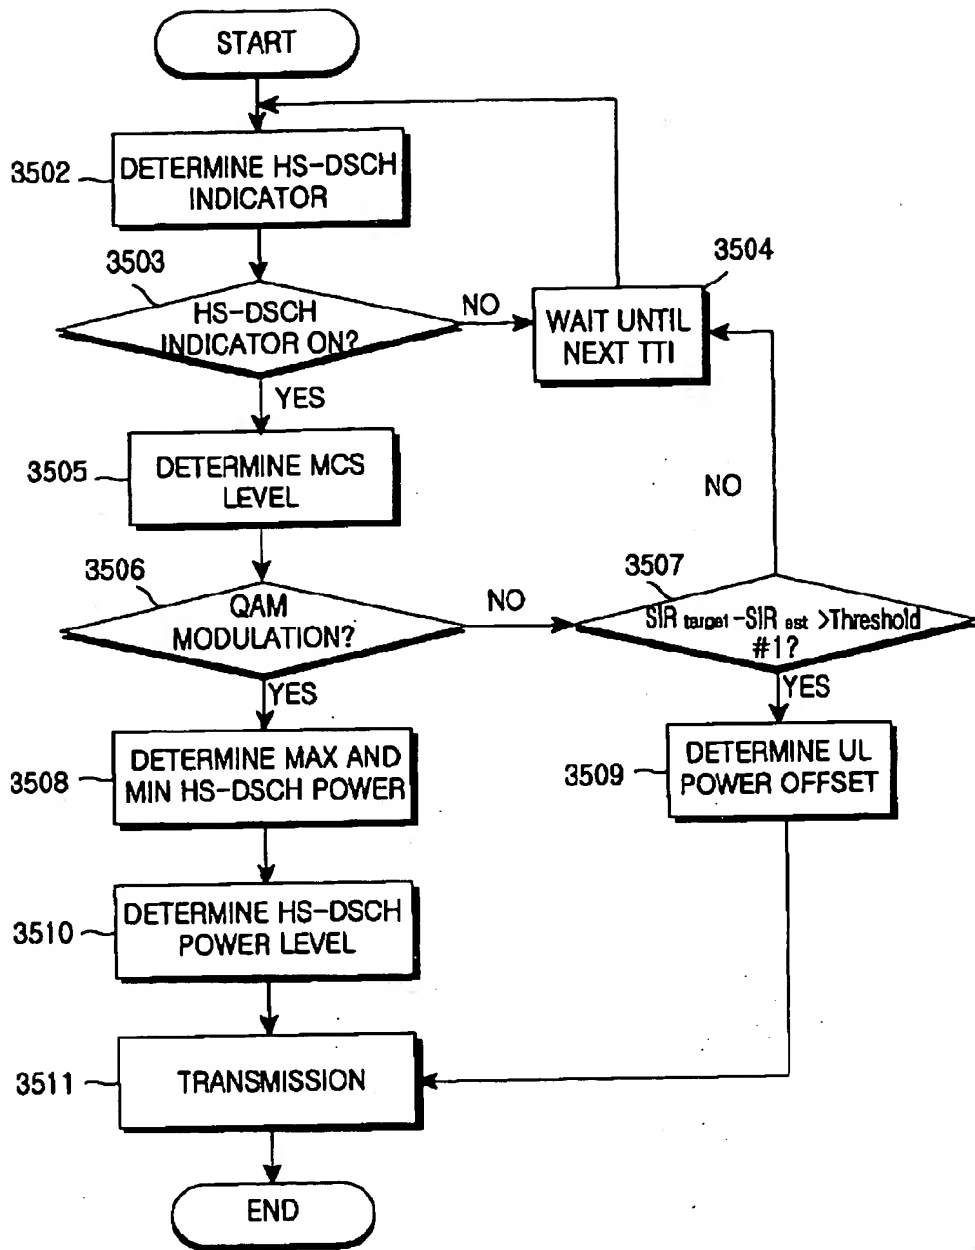 START
3502
DETERMINE HS-DSCH
INDICATOR
3503
HS-DSCH
INDICATOR ON?
NO
3504
WAIT UNTIL
NEXT TTI
YES
3505
DETERMINE MCS
LEVEL
NO
3506
QAM
MODULATION?
NO
3507
SIR target -SIR est >Threshold
#1?
YES
YES
3508
DETERMINE MAX AND
MIN HS-DSCH POWER
3509
DETERMINE UL
POWER OFFSET
3510
DETERMINE HS-DSCH
POWER LEVEL
3511
TRANSMISSION
END